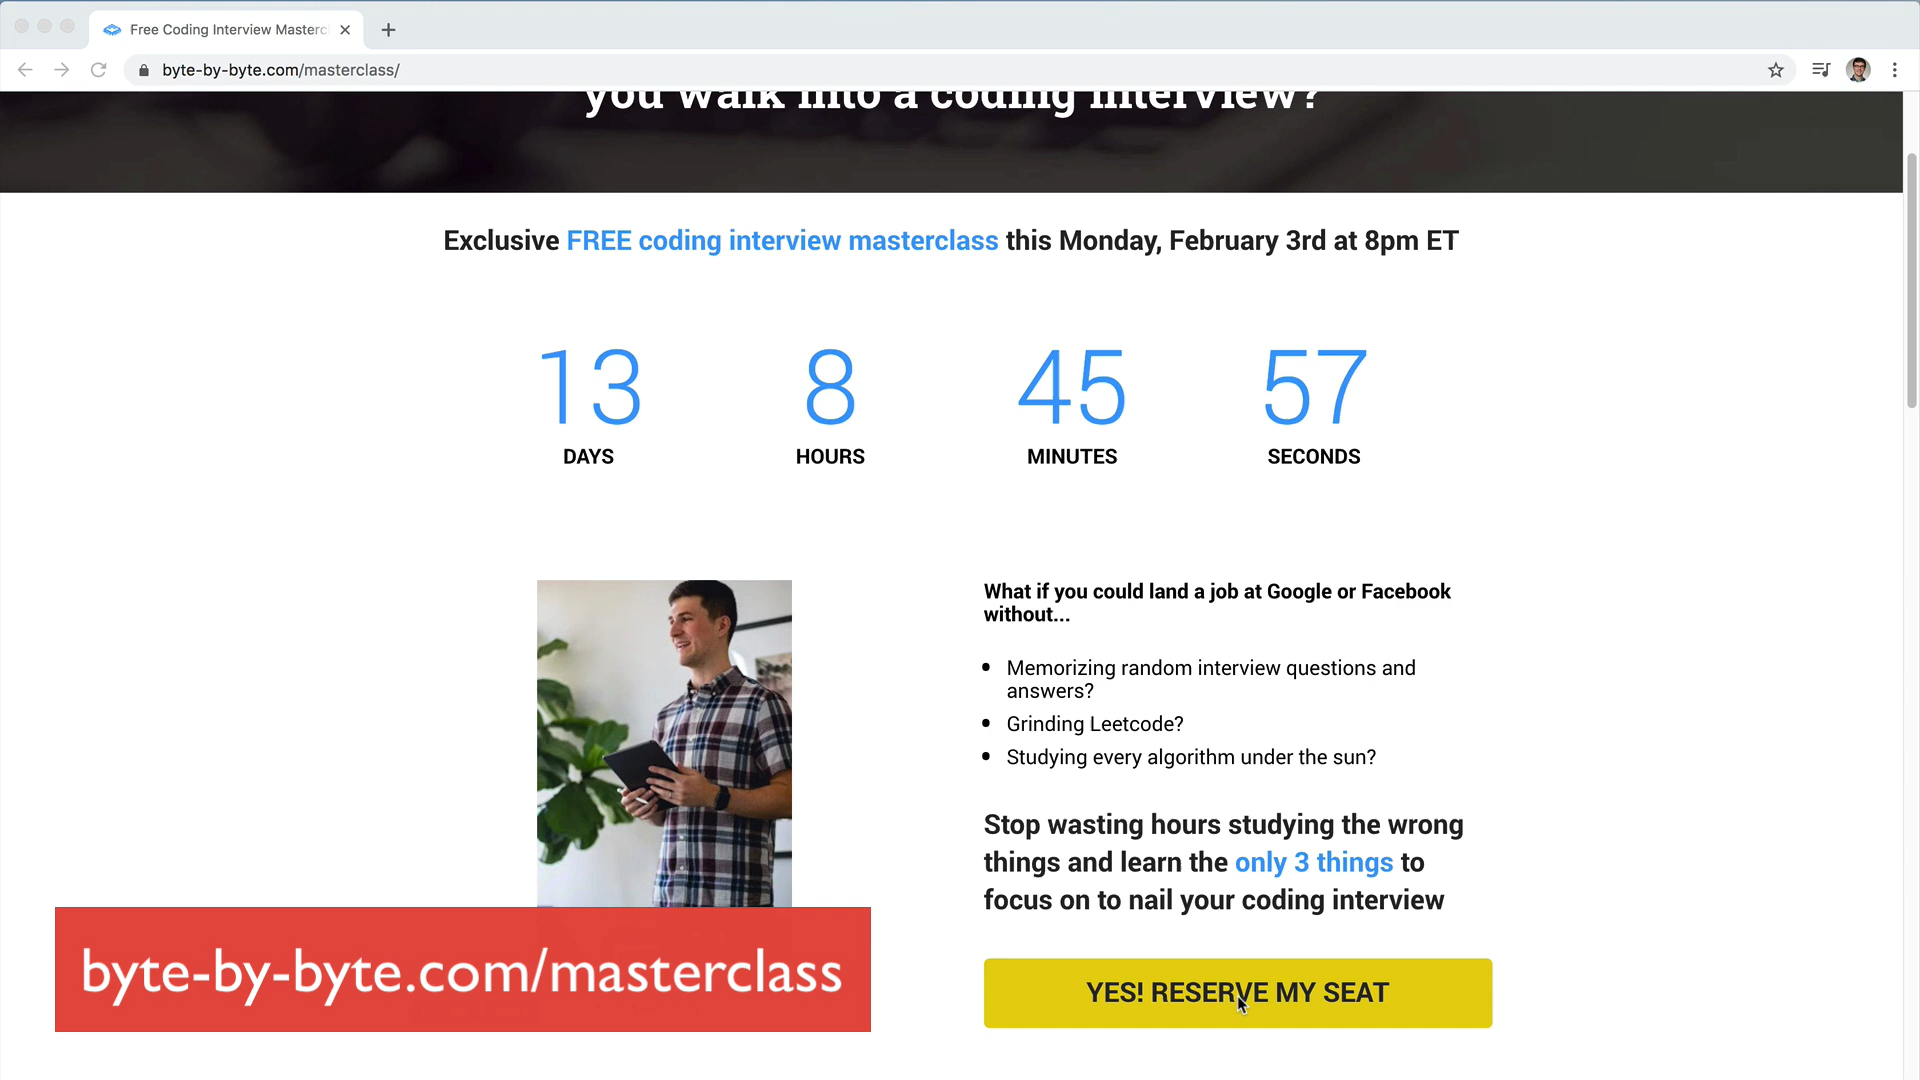 Free Coding Interview Masterc
byte-by-byte.com/masterclass/
you walk into a coding interview?
Exclusive FREE coding interview masterclass this Monday, February 3rd at 8pm ET
13 8 45 57
DAYS HOURS MINUTES SECONDS
What if you could land a job at Google or Facebook
without...
• Memorizing random interview questions and
answers?
• Grinding Leetcode?
• Studying every algorithm under the sun?
Stop wasting hours studying the wrong
things and learn the only 3 things to
focus on to nail your coding interview
byte-by-byte.com/masterclass
YES! RESERVE MY SEAT